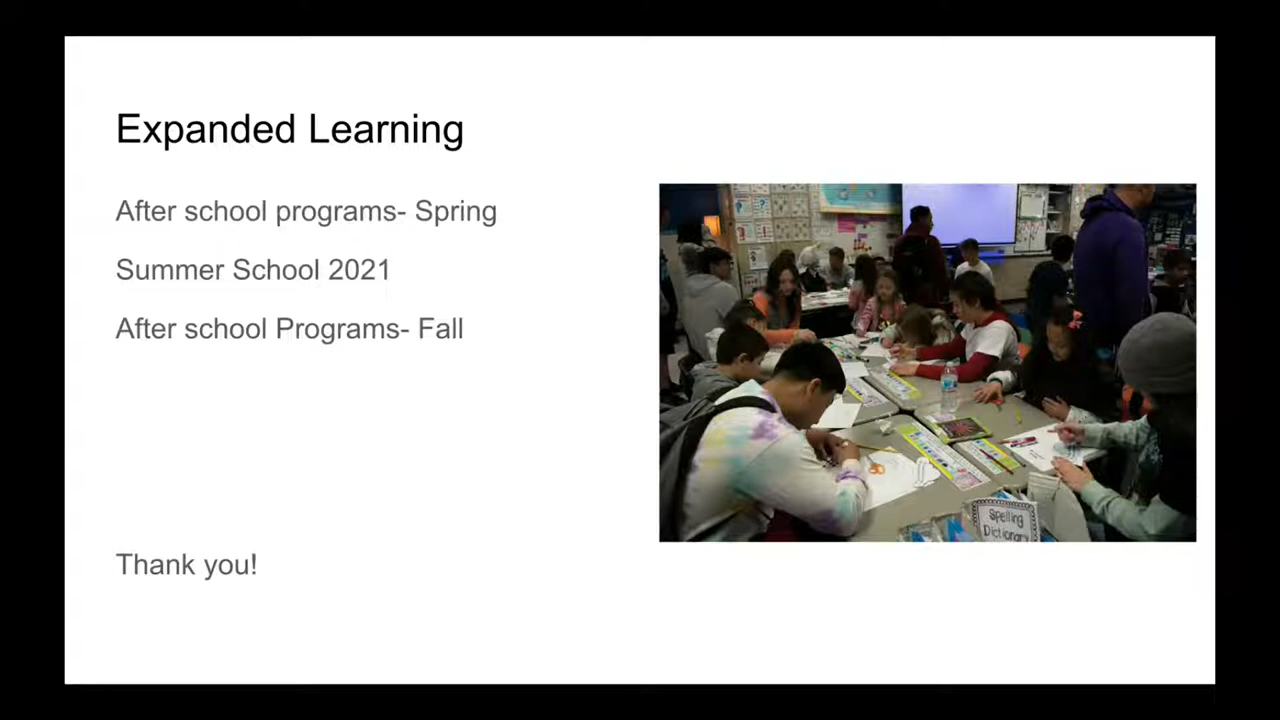 Expanded Learning
After school programs- Spring
Summer School 2021
After school Programs- Fall
Thank you!
Spelling
Dictionary